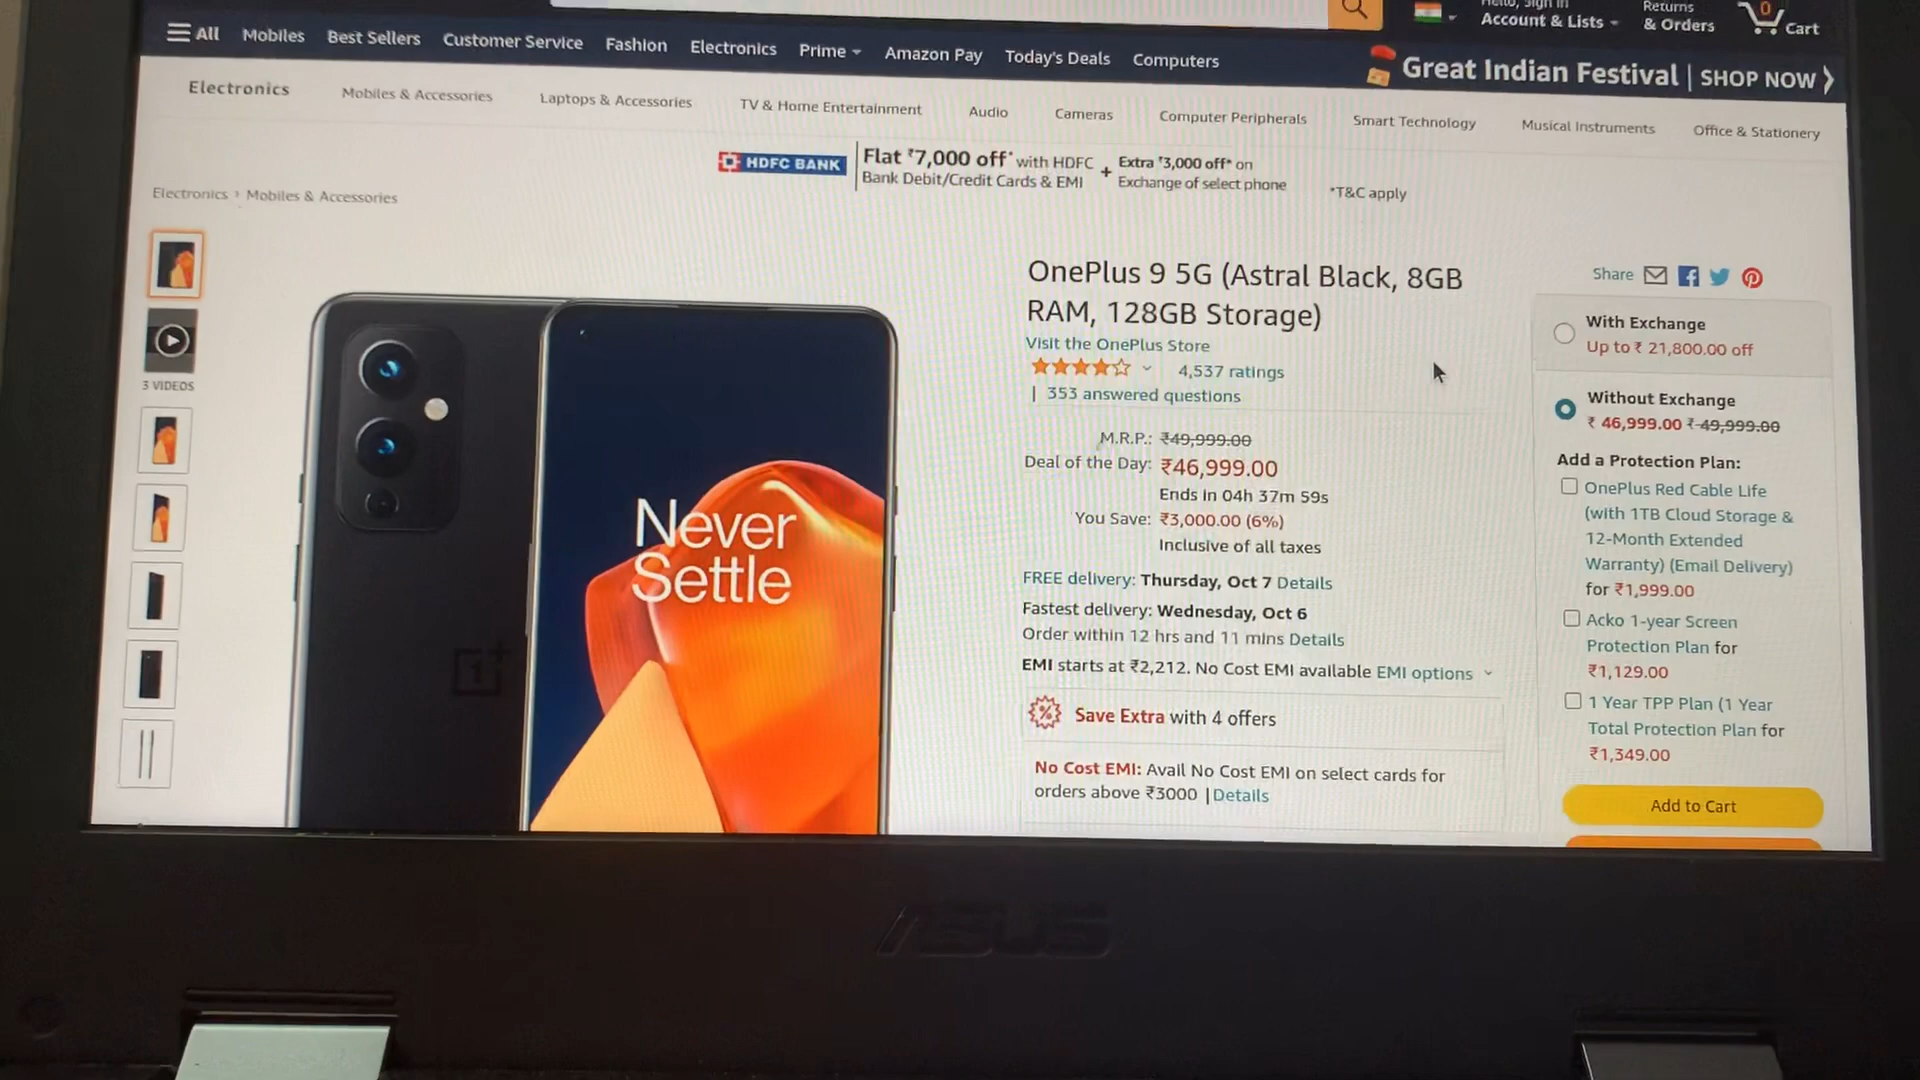 Hello, Sign in
Account & Lists
Returns
& Orders
0
Cart
All
Mobiles
Best Sellers
Customer Service
Fashion
Electronics
Prime
Amazon Pay
Today's Deals
Computers
Great Indian Festival | SHOP NOW
Electronics
Mobiles & Accessories
Laptops & Accessories
TV & Home Entertainment
Audio
Cameras
Computer Peripherals
Smart Technology
Musical Instruments
Office & Stationery
HDFC BANK
Flat ₹7,000 off* with HDFC
Bank Debit/Credit Cards & EMI
+
Extra ₹3,000 off* on
Exchange of select phone
*T&C apply
Electronics › Mobiles & Accessories
3 VIDEOS
Never
Settle
OnePlus 9 5G (Astral Black, 8GB
RAM, 128GB Storage)
Visit the OnePlus Store
4,537 ratings
| 353 answered questions
M.R.P.: ₹49,999.00
Deal of the Day: ₹46,999.00
Ends in 04h 37m 59s
You Save: ₹3,000.00 (6%)
Inclusive of all taxes
FREE delivery: Thursday, Oct 7 Details
Fastest delivery: Wednesday, Oct 6
Order within 12 hrs and 11 mins Details
EMI starts at ₹2,212. No Cost EMI available EMI options
Save Extra with 4 offers
No Cost EMI: Avail No Cost EMI on select cards for
orders above ₹3000 |Details
Share
With Exchange
Up to ₹ 21,800.00 off
Without Exchange
₹ 46,999.00 ₹ 49,999.00
Add a Protection Plan:
OnePlus Red Cable Life
(with 1TB Cloud Storage &
12-Month Extended
Warranty) (Email Delivery)
for ₹1,999.00
Acko 1-year Screen
Protection Plan for
₹1,129.00
1 Year TPP Plan (1 Year
Total Protection Plan for
₹1,349.00
Add to Cart
ASUS